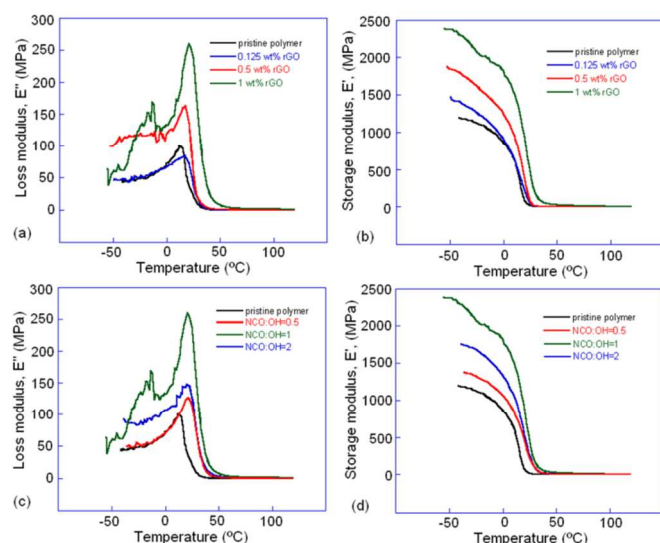 300
250
200
150
100
50
0
Loss modulus, E'' (MPa)
pristine polymer
0.125 wt% rGO
0.5 wt% rGO
1 wt% rGO
(a)
-50 0 50 100
Temperature (ºC)
2500
2000
1500
1000
500
0
Storage modulus, E', (MPa)
pristine polymer
0.125 wt% rGO
0.5 wt% rGO
1 wt% rGO
(b)
-50 0 50 100
Temperature (ºC)
300
250
200
150
100
50
0
Loss modulus, E'' (MPa)
pristine polymer
NCO:OH=0.5
NCO:OH=1
NCO:OH=2
(c)
-50 0 50 100
Temperature (ºC)
2500
2000
1500
1000
500
0
Storage modulus, E', (MPa)
pristine polymer
NCO:OH=0.5
NCO:OH=1
NCO:OH=2
(d)
-50 0 50 100
Temperature (ºC)